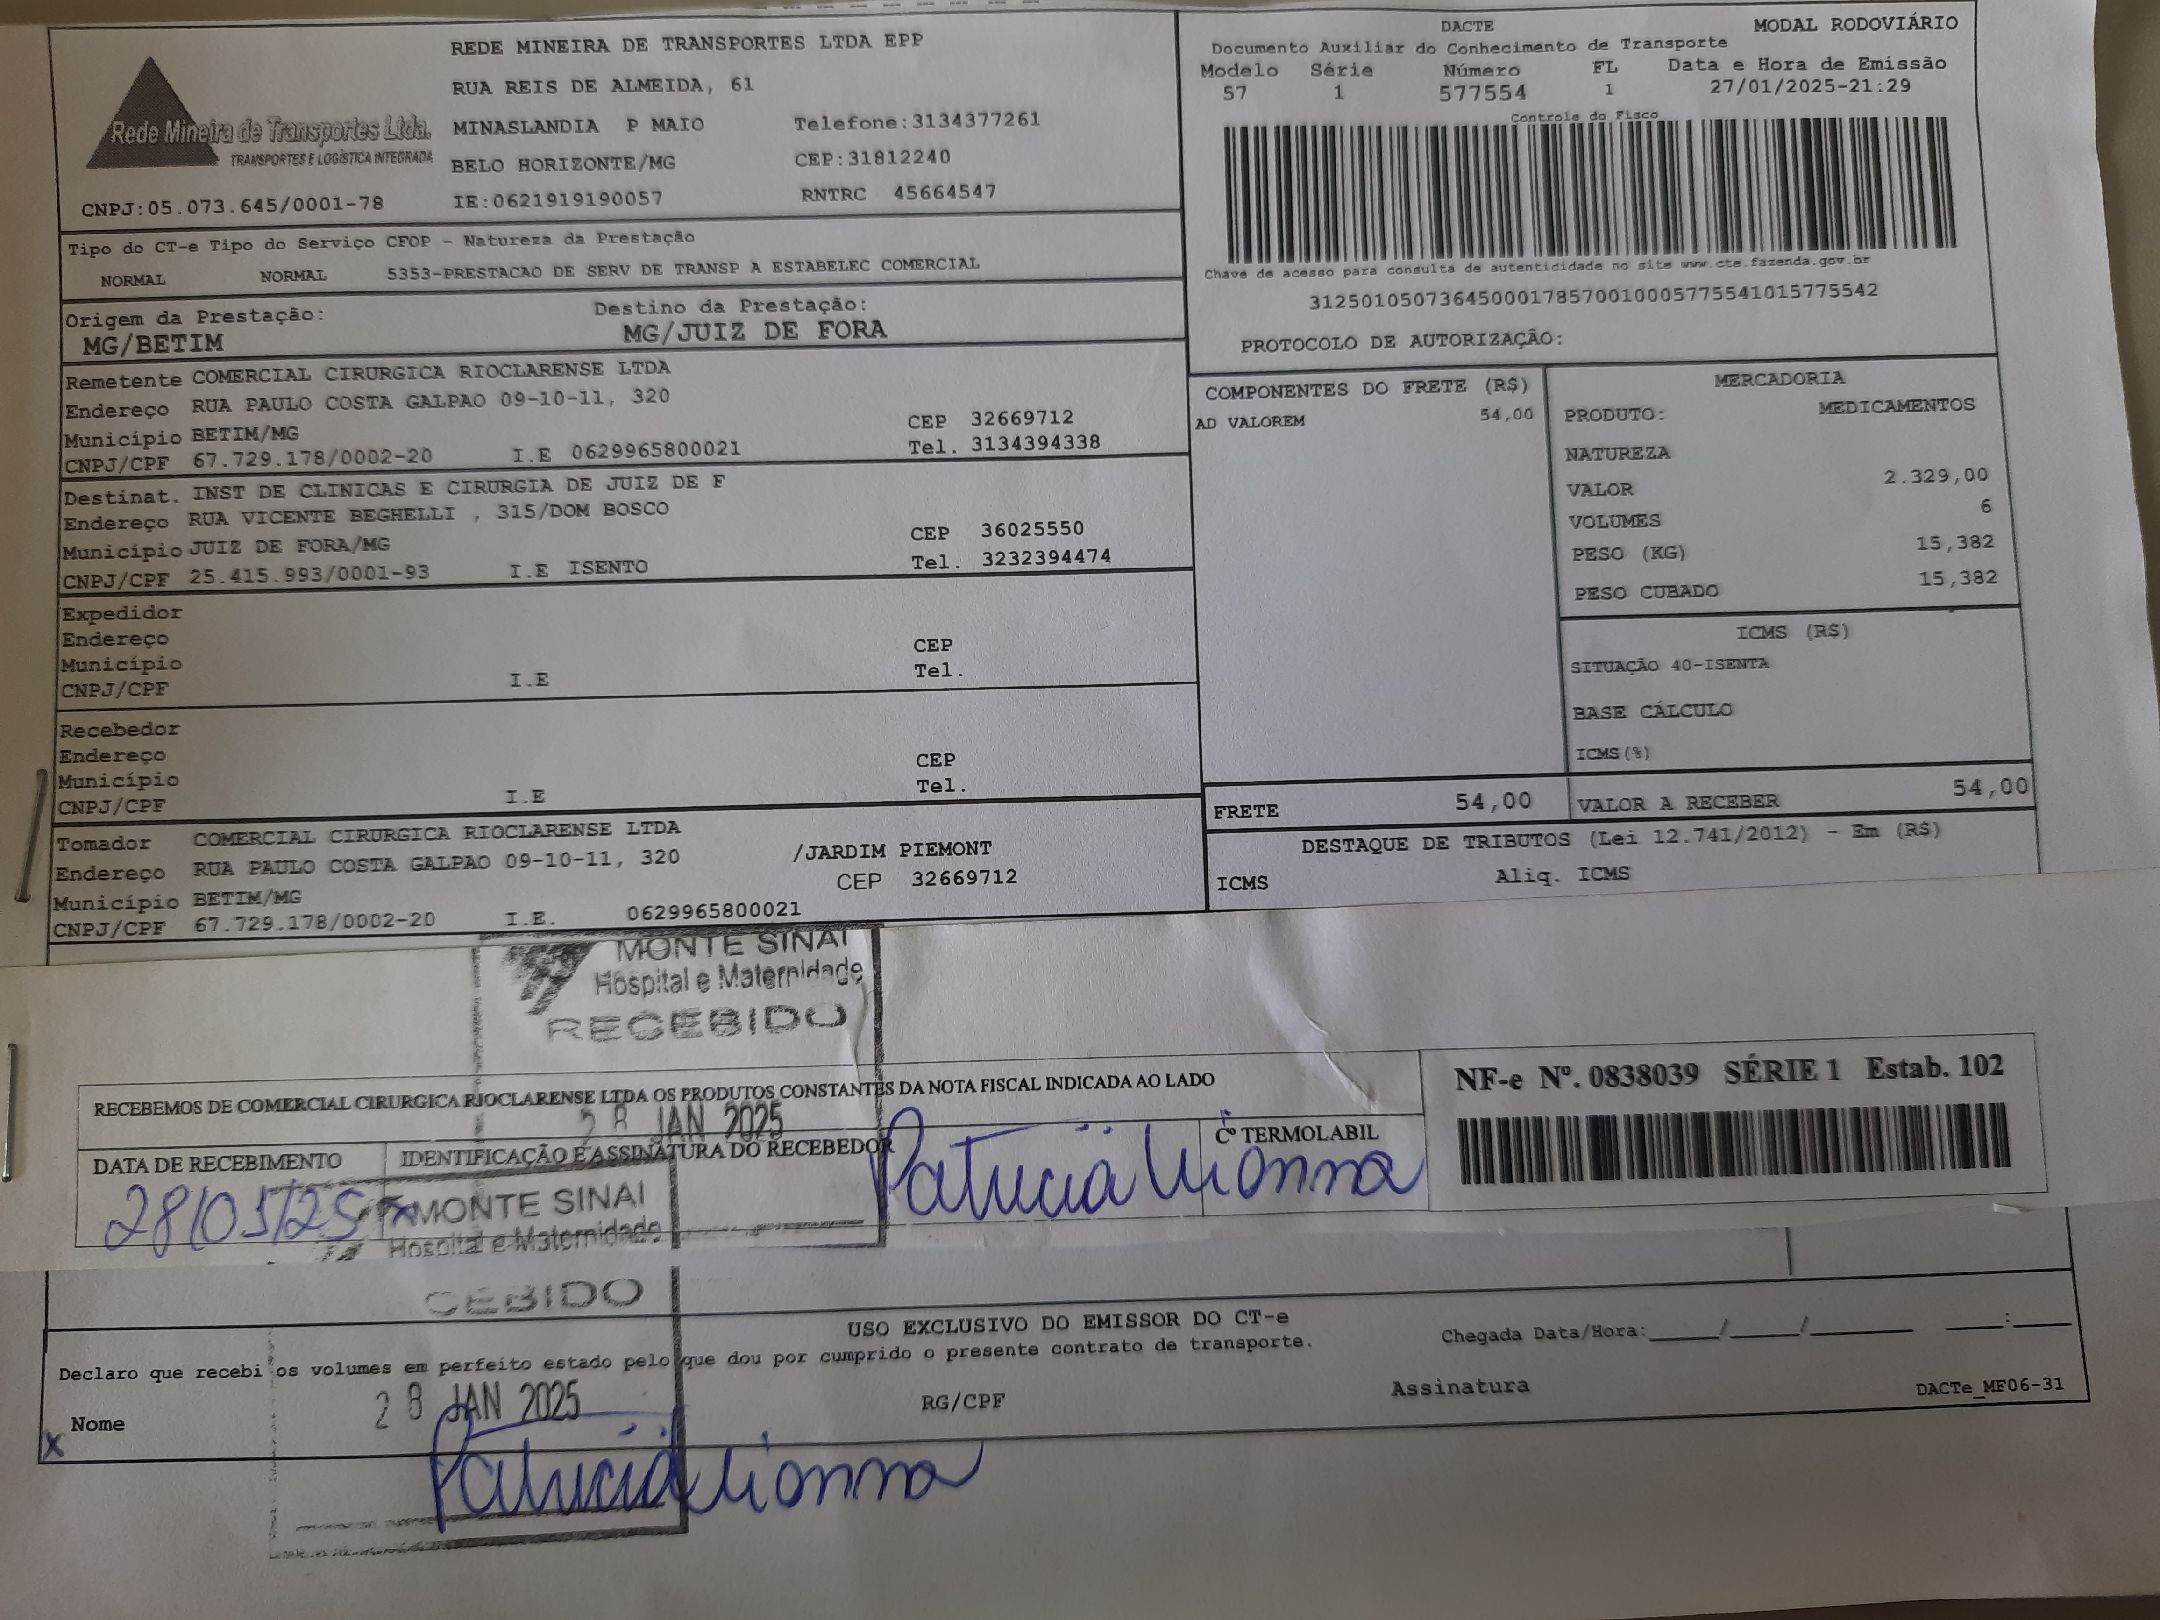 REDE MINEIRA DE TRANSPORTES LTDA EPP
RUA REIS DE ALMEIDA, 61
MINASLANDIA P MAIO Telefone:3134377261
BELO HORIZONTE/MG CEP:31812240
CNPJ:05.073.645/0001-78 IE:0621919190057 RNTRC 45664547
Rede Mineira de Transportes Ltda.
TRANSPORTES E LOGÍSTICA INTEGRADA
DACTE MODAL RODOVIÁRIO
Documento Auxiliar do Conhecimento de Transporte
Modelo Série Número FL Data e Hora de Emissão
57 1 577554 1 27/01/2025-21:29
Controle do Fisco
Chave de acesso para consulta de autenticidade no site www.cte.fazenda.gov.br
31250105073645000178570010005775541015775542
PROTOCOLO DE AUTORIZAÇÃO:
Tipo do CT-e Tipo do Serviço CFOP - Natureza da Prestação
NORMAL NORMAL 5353-PRESTACAO DE SERV DE TRANSP A ESTABELEC COMERCIAL
Origem da Prestação: Destino da Prestação:
MG/BETIM MG/JUIZ DE FORA
Remetente COMERCIAL CIRURGICA RIOCLARENSE LTDA
Endereço RUA PAULO COSTA GALPAO 09-10-11, 320
Município BETIM/MG CEP 32669712
CNPJ/CPF 67.729.178/0002-20 I.E 0629965800021 Tel. 3134394338
Destinat. INST DE CLINICAS E CIRURGIA DE JUIZ DE F
Endereço RUA VICENTE BEGHELLI , 315/DOM BOSCO
Município JUIZ DE FORA/MG CEP 36025550
CNPJ/CPF 25.415.993/0001-93 I.E ISENTO Tel. 3232394474
Expedidor
Endereço
Município CEP
CNPJ/CPF I.E Tel.
Recebedor
Endereço
Município CEP
CNPJ/CPF I.E Tel.
Tomador COMERCIAL CIRURGICA RIOCLARENSE LTDA
Endereço RUA PAULO COSTA GALPAO 09-10-11, 320 /JARDIM PIEMONT
Município BETIM/MG CEP 32669712
CNPJ/CPF 67.729.178/0002-20 I.E. 0629965800021
COMPONENTES DO FRETE (R$)
AD VALOREM 54,00
MERCADORIA
PRODUTO: MEDICAMENTOS
NATUREZA
VALOR 2.329,00
VOLUMES 6
PESO (KG) 15,382
PESO CUBADO 15,382
ICMS (R$)
SITUAÇÃO 40-ISENTA
BASE CÁLCULO
ICMS(%)
FRETE 54,00 VALOR A RECEBER 54,00
DESTAQUE DE TRIBUTOS (Lei 12.741/2012) - Em (R$)
ICMS Aliq. ICMS
MONTE SINAI
Hospital e Maternidade
RECEBIDO
RECEBEMOS DE COMERCIAL CIRURGICA RIOCLARENSE LTDA OS PRODUTOS CONSTANTES DA NOTA FISCAL INDICADA AO LADO
28 JAN 2025
NF-e Nº. 0838039 SÉRIE 1 Estab. 102
DATA DE RECEBIMENTO IDENTIFICAÇÃO E ASSINATURA DO RECEBEDOR Cº TERMOLABIL
28/01/25 x Patricia Vianna
MONTE SINAI
Hospital e Maternidade
CEBIDO
USO EXCLUSIVO DO EMISSOR DO CT-e
Declaro que recebi os volumes em perfeito estado pelo que dou por cumprido o presente contrato de transporte. Chegada Data/Hora:_____/_____/_________ ____:_____
28 JAN 2025
x Nome RG/CPF Assinatura DACTe_MF06-31
Patricia Vianna